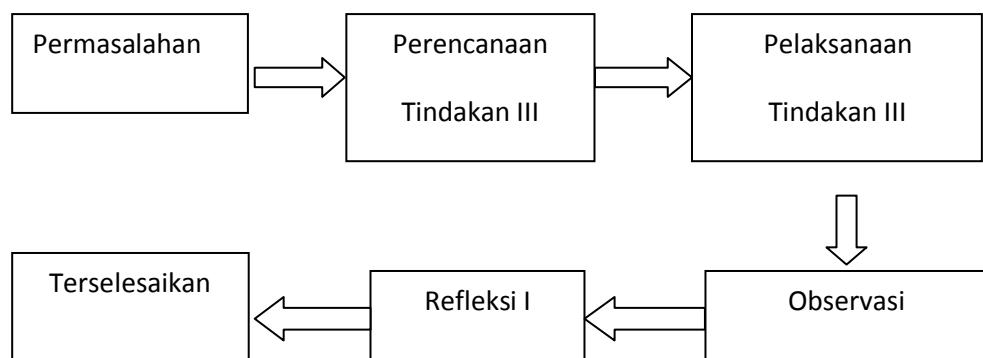 Permasalahan
Perencanaan
Tindakan III
Pelaksanaan
Tindakan III
Terselesaikan
Refleksi I
Observasi